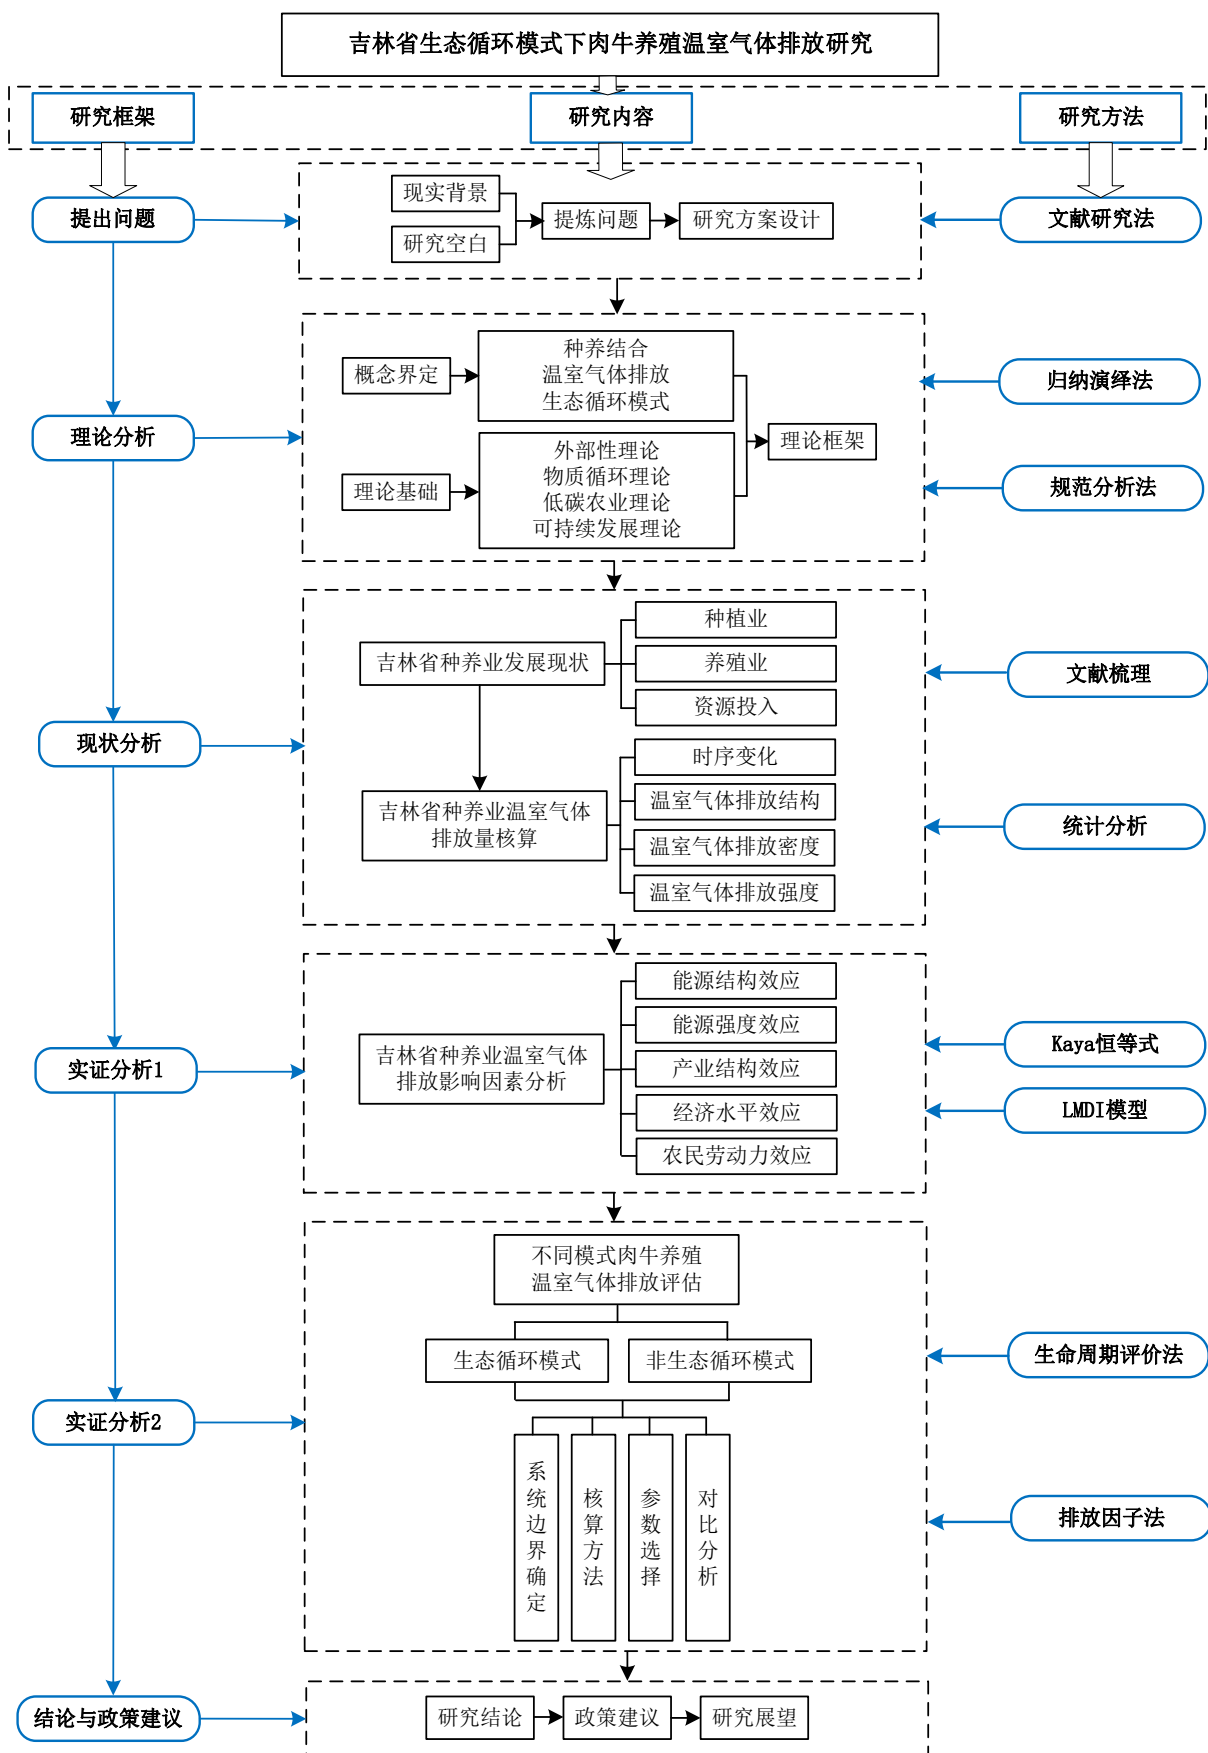 吉林省生态循环模式下肉牛养殖温室气体排放研究
研究框架
研究内容
研究方法
提出问题
现实背景
研究空白
提炼问题
研究方案设计
文献研究法
理论分析
概念界定
种养结合
温室气体排放
生态循环模式
理论基础
外部性理论
物质循环理论
低碳农业理论
可持续发展理论
理论框架
归纳演绎法
规范分析法
现状分析
吉林省种养业发展现状
种植业
养殖业
资源投入
吉林省种养业温室气体
排放量核算
时序变化
温室气体排放结构
温室气体排放密度
温室气体排放强度
文献梳理
统计分析
实证分析1
吉林省种养业温室气体
排放影响因素分析
能源结构效应
能源强度效应
产业结构效应
经济水平效应
农民劳动力效应
Kaya恒等式
LMDI模型
实证分析2
不同模式肉牛养殖
温室气体排放评估
生态循环模式
非生态循环模式
系统边界确定
核算方法
参数选择
对比分析
生命周期评价法
排放因子法
结论与政策建议
研究结论
政策建议
研究展望